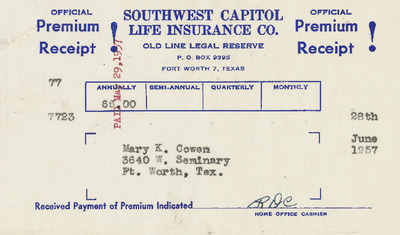 OFFICIAL
Premium
Receipt !
SOUTHWEST CAPITOL
LIFE INSURANCE CO.
OLD LINE LEGAL RESERVE
P. O. BOX 9395
FORT WORTH 7, TEXAS
OFFICIAL
Premium
Receipt !
PAID Ma 29, 1957
77
ANNUALLY SEMI-ANNUAL QUARTERLY MONTHLY
00
7723
28th
June
1957
Mary K. Cowen
3640 W. Seminary
Ft. Worth, Tex.
Received Payment of Premium Indicated
HOME OFFICE CASHIER